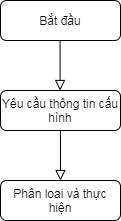 Bắt đầu
Yêu cầu thông tin cấu
hình
Phân loại và thực
hiện